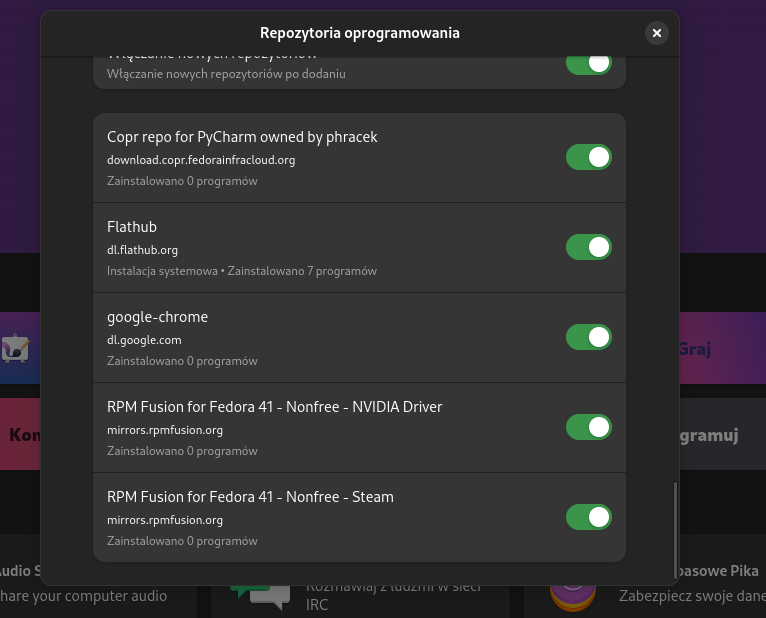 Repozytoria oprogramowania
Włączanie nowych repozytoriów
Włączanie nowych repozytoriów po dodaniu
Copr repo for PyCharm owned by phracek
download.copr.fedorainfracloud.org
Zainstalowano 0 programów
Flathub
dl.flathub.org
Instalacja systemowa • Zainstalowano 7 programów
google-chrome
dl.google.com
Zainstalowano 0 programów
RPM Fusion for Fedora 41 - Nonfree - NVIDIA Driver
mirrors.rpmfusion.org
Zainstalowano 0 programów
RPM Fusion for Fedora 41 - Nonfree - Steam
mirrors.rpmfusion.org
Zainstalowano 0 programów
Graj
Kon
gramuj
Audio S
hare your computer audio
Rozmawiaj z ludźmi w sieci
IRC
pasowe Pika
Zabezpiecz swoje dane